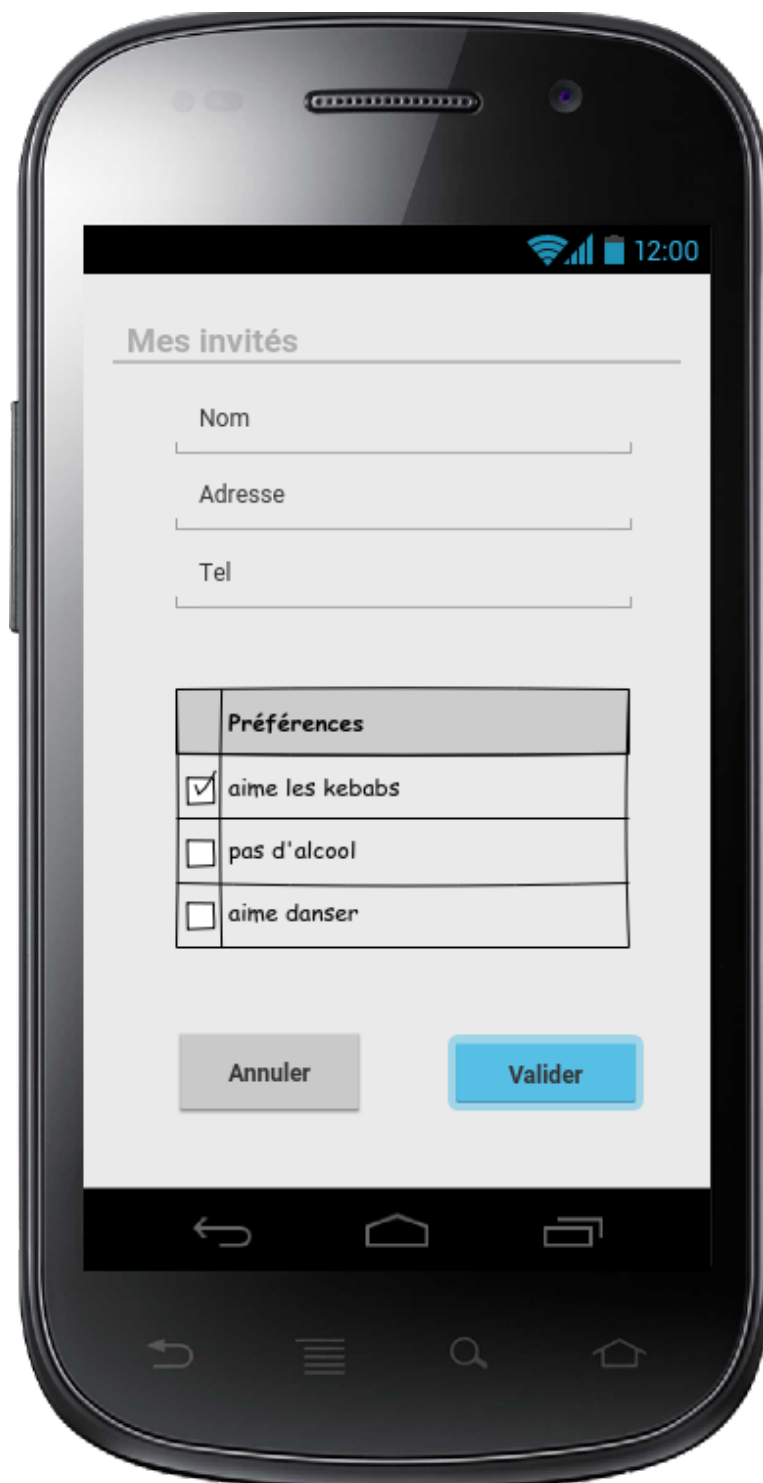 12:00
Mes invités
Nom
Adresse
Tel
Préférences
aime les kebabs
pas d'alcool
aime danser
Annuler
Valider